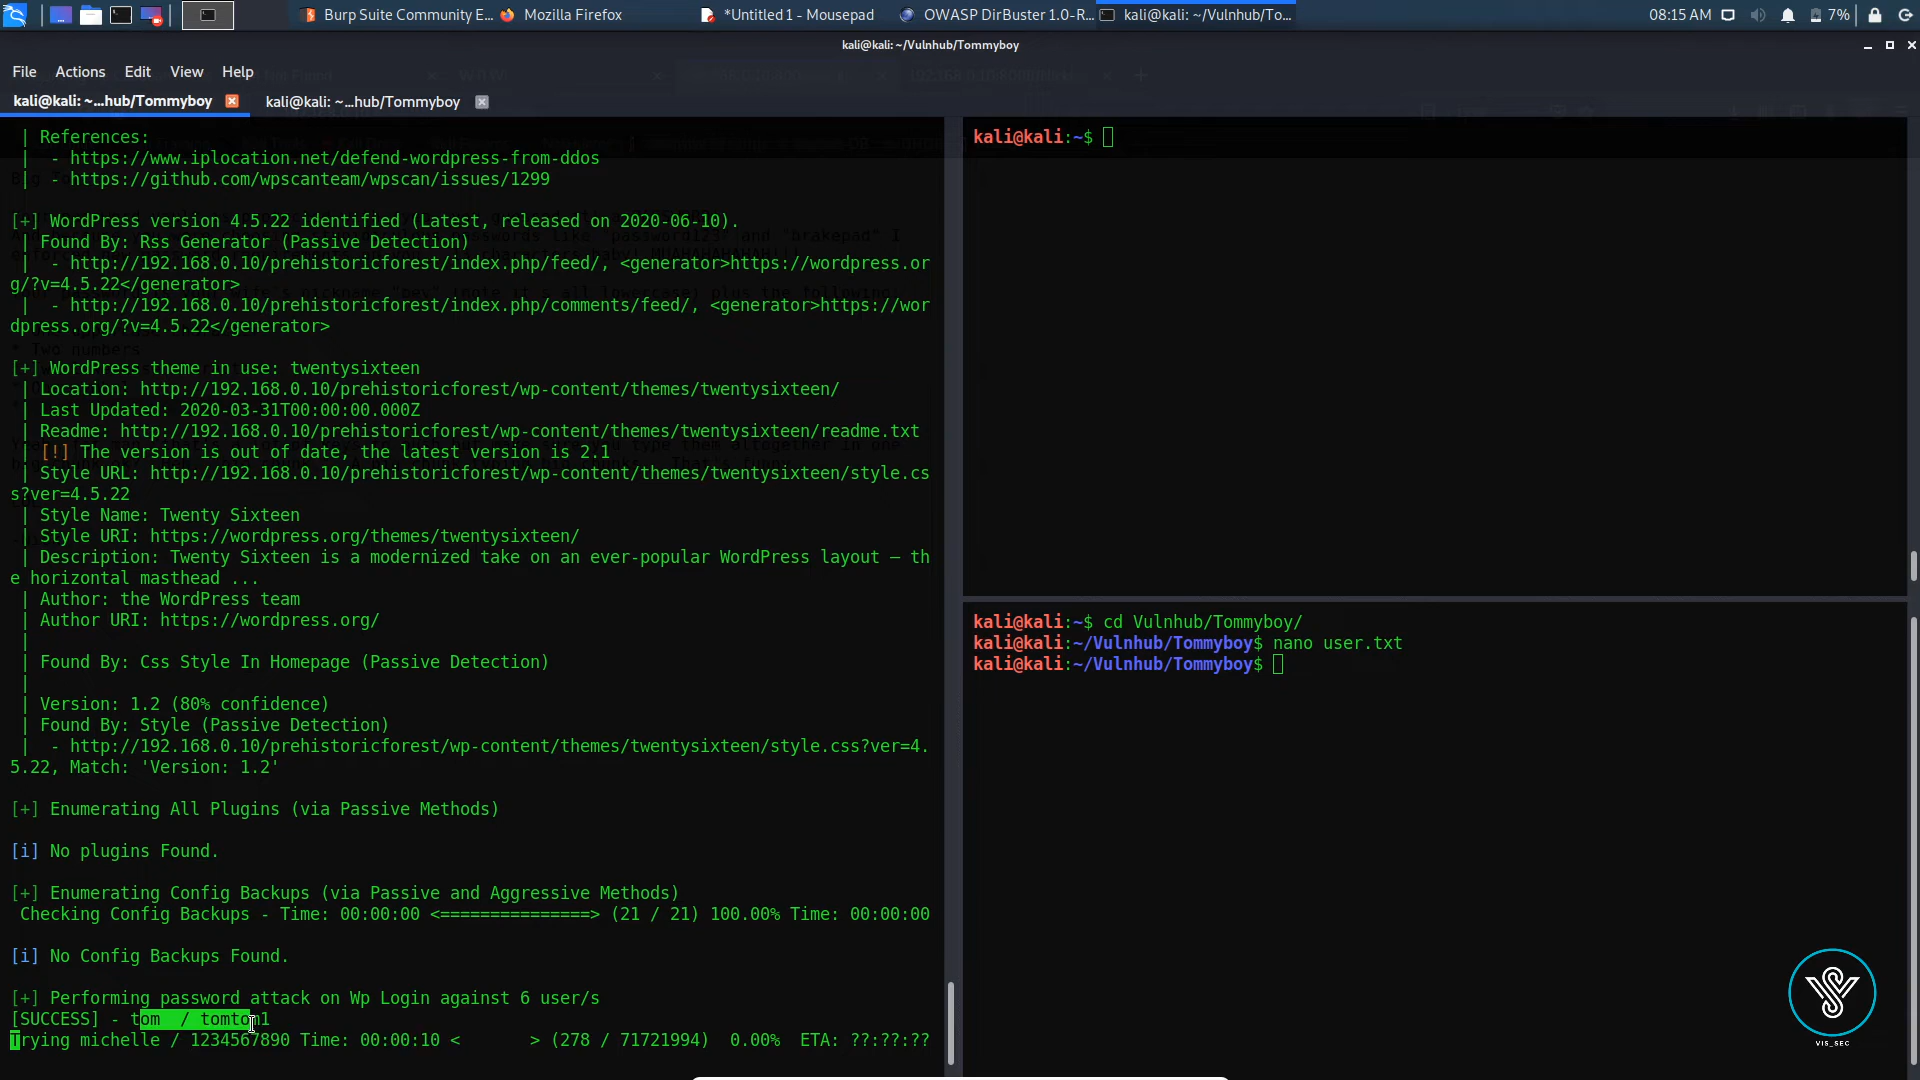 Burp Suite Community E...
Mozilla Firefox
*Untitled 1 - Mousepad
OWASP DirBuster 1.0-R...
kali@kali: ~/Vulnhub/To...
08:15 AM
7%
kali@kali: ~/Vulnhub/Tommyboy
File Actions Edit View Help
kali@kali: ~...hub/Tommyboy
kali@kali: ~...hub/Tommyboy
| References:
|  - https://www.iplocation.net/defend-wordpress-from-ddos
|  - https://github.com/wpscanteam/wpscan/issues/1299
[+] WordPress version 4.5.22 identified (Latest, released on 2020-06-10).
| Found By: Rss Generator (Passive Detection)
|  - http://192.168.0.10/prehistoricforest/index.php/feed/, <generator>https://wordpress.or
g/?v=4.5.22</generator>
|  - http://192.168.0.10/prehistoricforest/index.php/comments/feed/, <generator>https://wor
dpress.org/?v=4.5.22</generator>
* Two numbers
[+] WordPress theme in use: twentysixteen
| Location: http://192.168.0.10/prehistoricforest/wp-content/themes/twentysixteen/
| Last Updated: 2020-03-31T00:00:00.000Z
| Readme: http://192.168.0.10/prehistoricforest/wp-content/themes/twentysixteen/readme.txt
| [!] The version is out of date, the latest version is 2.1
| Style URL: http://192.168.0.10/prehistoricforest/wp-content/themes/twentysixteen/style.cs
s?ver=4.5.22
| Style Name: Twenty Sixteen
| Style URI: https://wordpress.org/themes/twentysixteen/
| Description: Twenty Sixteen is a modernized take on an ever-popular WordPress layout — th
e horizontal masthead ...
| Author: the WordPress team
| Author URI: https://wordpress.org/
|
| Found By: Css Style In Homepage (Passive Detection)
|
| Version: 1.2 (80% confidence)
| Found By: Style (Passive Detection)
|  - http://192.168.0.10/prehistoricforest/wp-content/themes/twentysixteen/style.css?ver=4.
5.22, Match: 'Version: 1.2'
[+] Enumerating All Plugins (via Passive Methods)
[i] No plugins Found.
[+] Enumerating Config Backups (via Passive and Aggressive Methods)
Checking Config Backups - Time: 00:00:00 <===============> (21 / 21) 100.00% Time: 00:00:00
[i] No Config Backups Found.
[+] Performing password attack on Wp Login against 6 user/s
[SUCCESS] - tom  / tomtom1
Trying michelle / 1234567890 Time: 00:00:10 <       > (278 / 71721994)  0.00%  ETA: ??:??:??
kali@kali:~$
kali@kali:~$ cd Vulnhub/Tommyboy/
kali@kali:~/Vulnhub/Tommyboy$ nano user.txt
kali@kali:~/Vulnhub/Tommyboy$
VIS_SEC